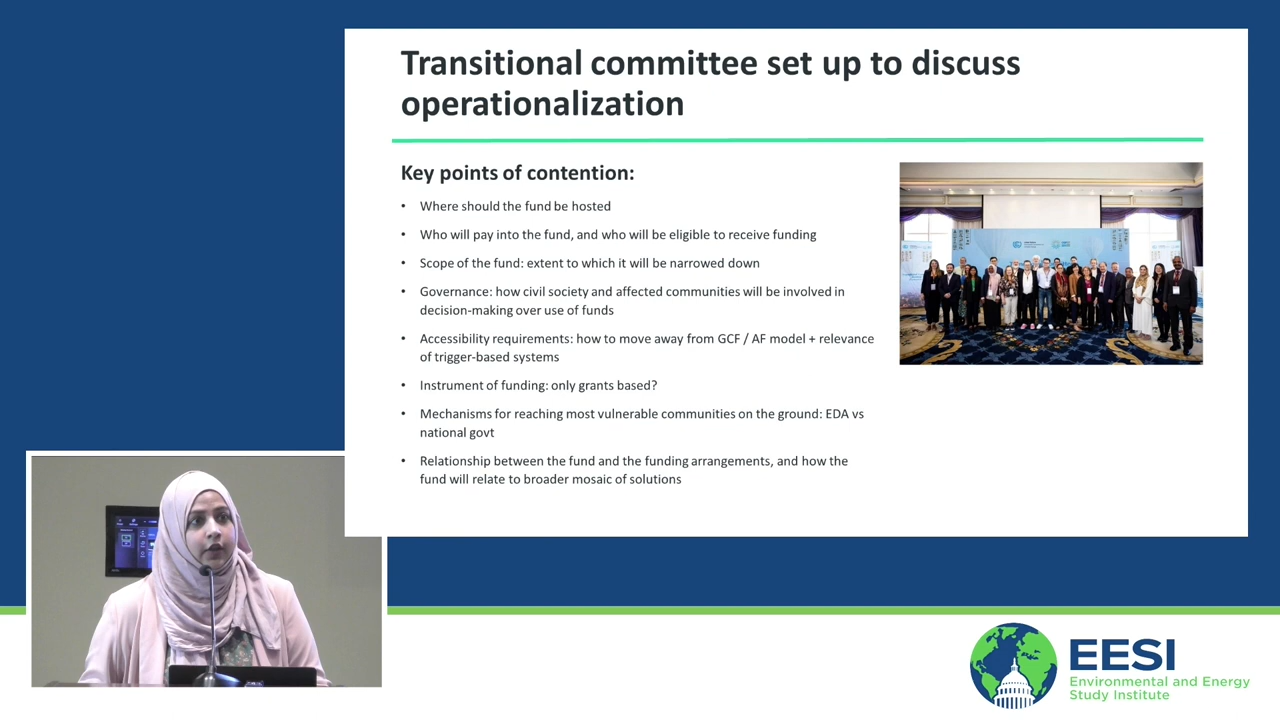 Transitional committee set up to discuss
operationalization
Key points of contention:
• Where should the fund be hosted
• Who will pay into the fund, and who will be eligible to receive funding
• Scope of the fund: extent to which it will be narrowed down
• Governance: how civil society and affected communities will be involved in
decision-making over use of funds
• Accessibility requirements: how to move away from GCF / AF model + relevance
of trigger-based systems
• Instrument of funding: only grants based?
• Mechanisms for reaching most vulnerable communities on the ground: EDA vs
national govt
• Relationship between the fund and the funding arrangements, and how the
fund will relate to broader mosaic of solutions
EESI
Environmental and Energy
Study Institute